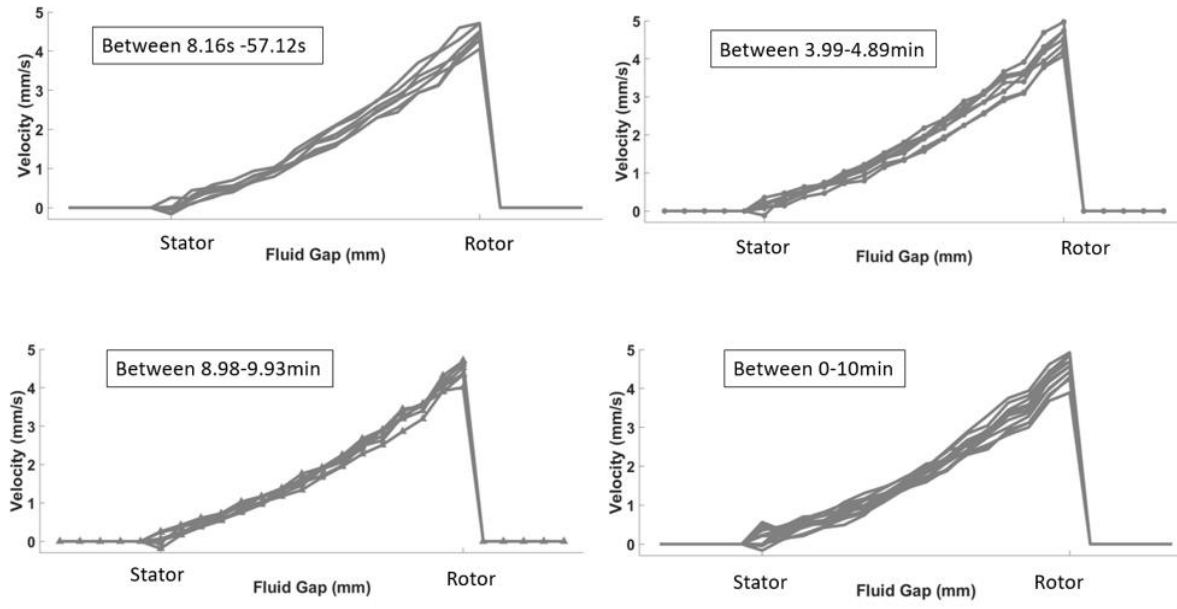 5
4
3
2
1
0
Velocity (mm/s)
Between 8.16s -57.12s
Stator
Rotor
Fluid Gap (mm)
5
4
3
2
1
0
Velocity (mm/s)
Between 3.99-4.89min
Stator
Rotor
Fluid Gap (mm)
5
4
3
2
1
0
Velocity (mm/s)
Between 8.98-9.93min
Stator
Rotor
Fluid Gap (mm)
5
4
3
2
1
0
Velocity (mm/s)
Between 0-10min
Stator
Rotor
Fluid Gap (mm)